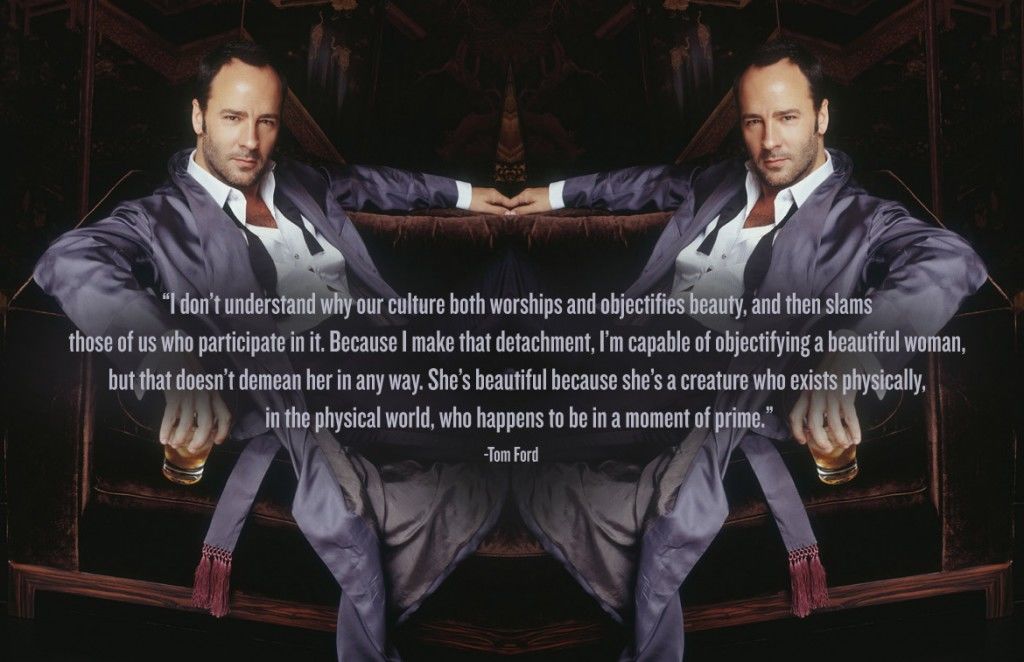 “I don’t understand why our culture both worships and objectifies beauty, and then slams
those of us who participate in it. Because I make that detachment, I’m capable of objectifying a beautiful woman,
but that doesn’t demean her in any way. She’s beautiful because she’s a creature who exists physically,
in the physical world, who happens to be in a moment of prime.”
-Tom Ford